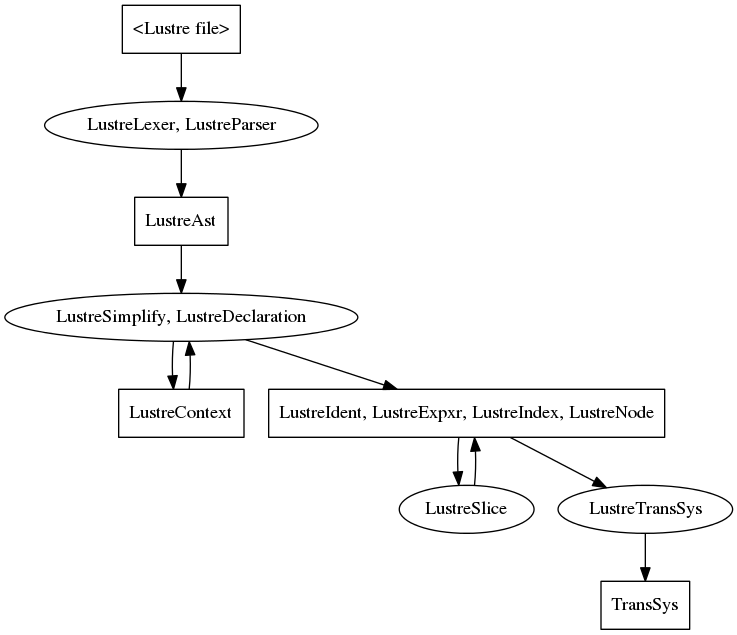 <Lustre file>
LustreLexer, LustreParser
LustreAst
LustreSimplify, LustreDeclaration
LustreContext
LustreIdent, LustreExpxr, LustreIndex, LustreNode
LustreSlice
LustreTransSys
TransSys